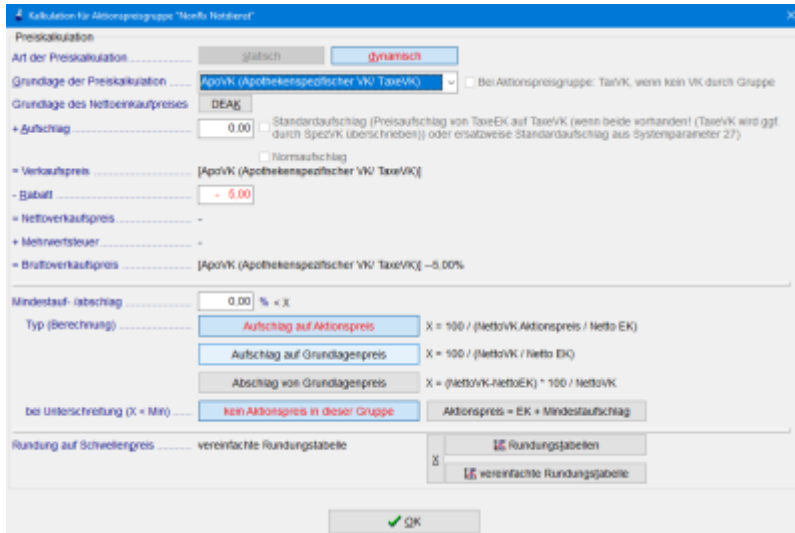 Kalkulation für Aktionspreisgruppe "Nonfix Notdienst"
Preiskalkulation
Art der Preiskalkulation statisch dynamisch
Grundlage der Preiskalkulation ApoVK (Apothekenspezifischer VK/ TaxeVK) Bei Aktionspreisgruppe: TaxVK, wenn kein VK durch Gruppe
Grundlage des Nettoeinkaufpreises DEAK
+ Aufschlag 0.00 Standardaufschlag (Preisaufschlag von TaxeEK auf TaxeVK (wenn beide vorhanden! (TaxeVK wird ggf.
durch SpezVK überschrieben)) oder ersatzweise Standardaufschlag aus Systemparameter 27)
Normaufschlag
= Verkaufspreis [ApoVK (Apothekenspezifischer VK/ TaxeVK)]
- Rabatt - 5.00
= Nettoverkaufspreis -
+ Mehrwertsteuer -
= Bruttoverkaufspreis [ApoVK (Apothekenspezifischer VK/ TaxeVK)] --5,00%
Mindestauf- /abschlag 0.00 % < X
Typ (Berechnung) Aufschlag auf Aktionspreis X = 100 / (NettoVK Aktionspreis / Netto EK)
Aufschlag auf Grundlagenpreis X = 100 / (NettoVK / Netto EK)
Abschlag von Grundlagenpreis X = (NettoVK-NettoEK) * 100 / NettoVK
bei Unterschreitung (X < Min) kein Aktionspreis in dieser Gruppe Aktionspreis = EK + Mindestaufschlag
Rundung auf Schwellenpreis vereinfachte Rundungstabelle X Rundungstabellen
vereinfachte Rundungstabelle
OK